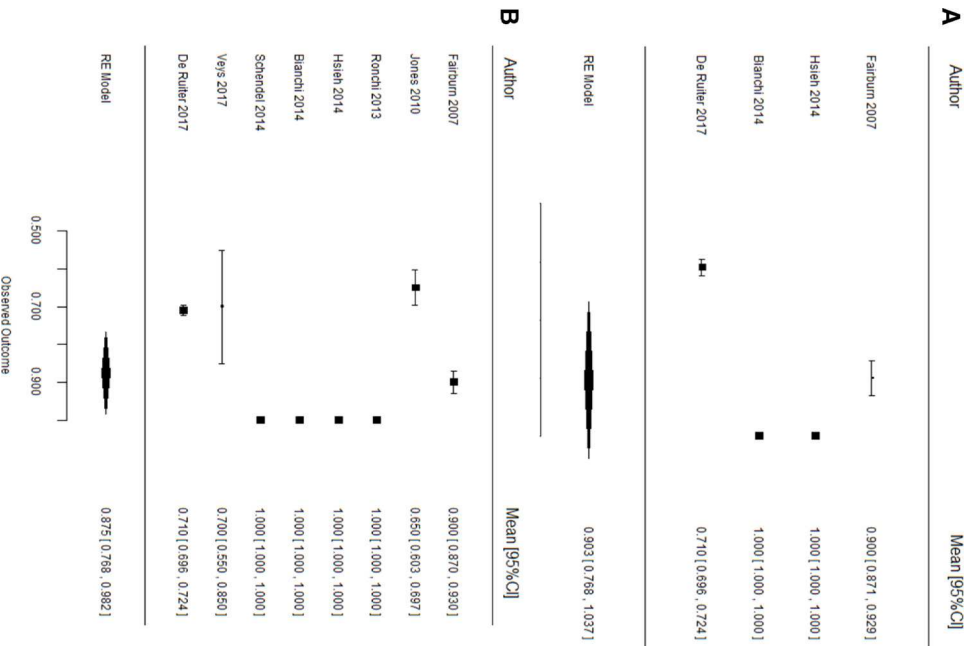 A
Author Mean [95%CI]
Fairburn 2007 0.900 [ 0.871 , 0.929 ]
Hsieh 2014 1.000 [ 1.000 , 1.000 ]
Bianchi 2014 1.000 [ 1.000 , 1.000 ]
De Ruiter 2017 0.710 [ 0.696 , 0.724 ]
RE Model 0.903 [ 0.768 , 1.037 ]
B
Author Mean [95%CI]
Fairburn 2007 0.900 [ 0.870 , 0.930 ]
Jones 2010 0.650 [ 0.603 , 0.697 ]
Ronchi 2013 1.000 [ 1.000 , 1.000 ]
Hsieh 2014 1.000 [ 1.000 , 1.000 ]
Bianchi 2014 1.000 [ 1.000 , 1.000 ]
Schendel 2014 1.000 [ 1.000 , 1.000 ]
Veys 2017 0.700 [ 0.550 , 0.850 ]
De Ruiter 2017 0.710 [ 0.696 , 0.724 ]
RE Model 0.875 [ 0.768 , 0.982 ]
0.500 0.700 0.900
Observed Outcome